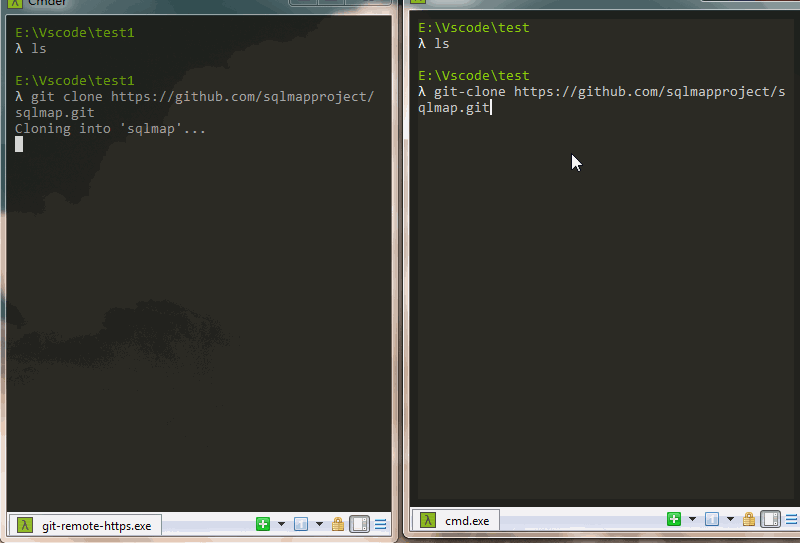 λ Cmder
E:\Vscode\test1
λ ls
E:\Vscode\test1
λ git clone https://github.com/sqlmapproject/
sqlmap.git
Cloning into 'sqlmap'...
λ git-remote-https.exe
E:\Vscode\test
λ ls
E:\Vscode\test
λ git-clone https://github.com/sqlmapproject/s
qlmap.git
λ cmd.exe